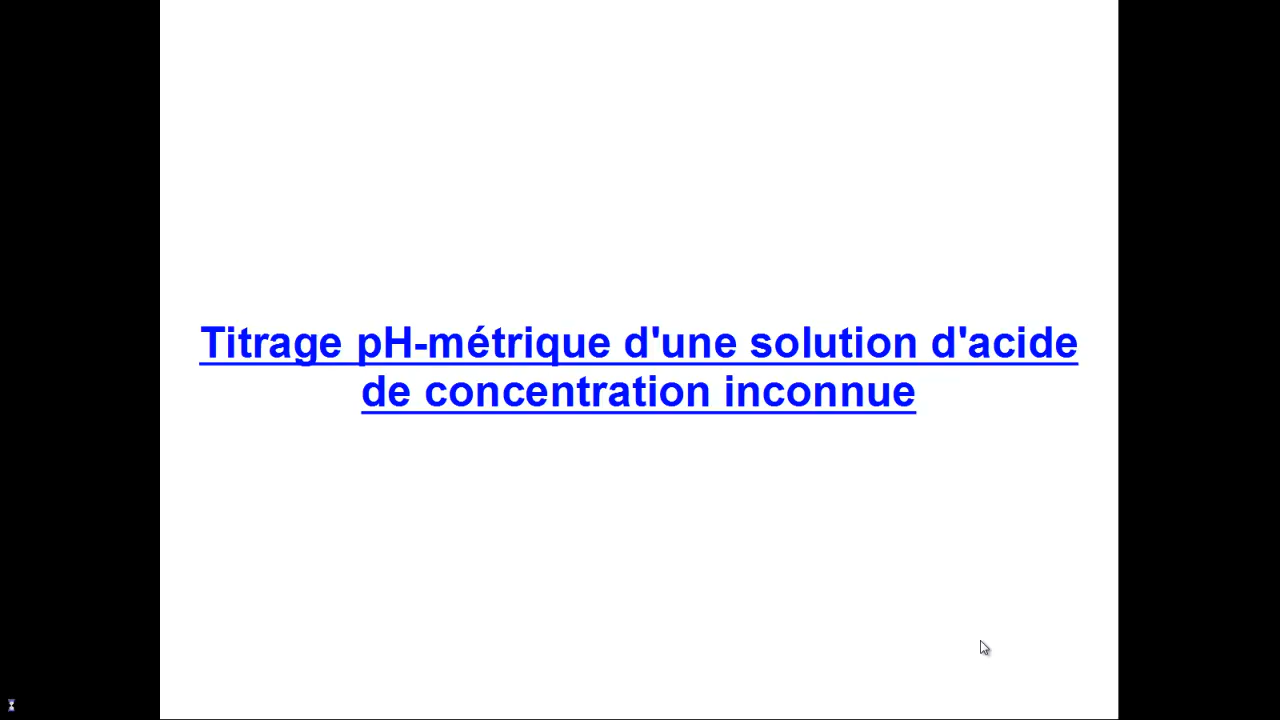 Titrage pH-métrique d'une solution d'acide
de concentration inconnue